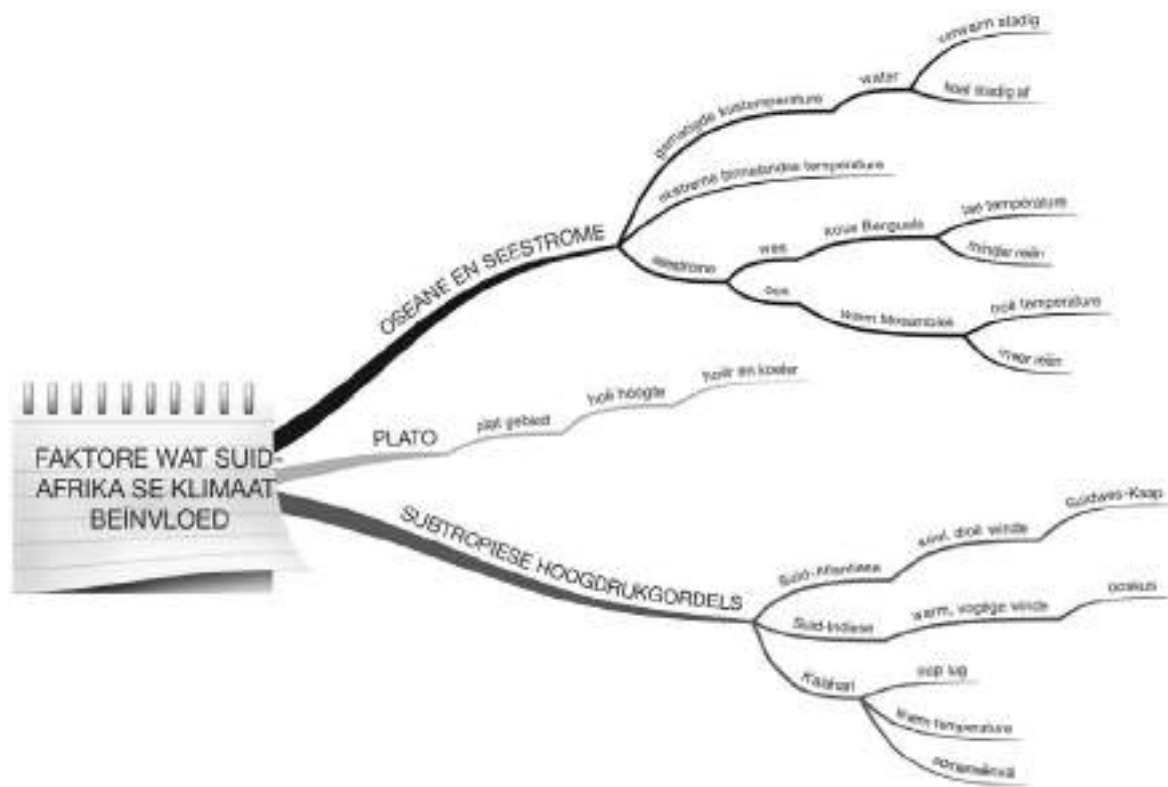 FAKTORE WAT SUID-
AFRIKA SE KLIMAAT
BEÏNVLOED
OSEANE EN SEESTROME
gematigde kustemperature
water
verwarm stadig
koel stadig af
ekstreme binnelandse temperature
seestrome
wes
koue Benguela
lae temperature
minder reën
oos
warm Mosambiek
hoë temperature
meer reën
PLATO
plat gebied
hoë hoogte
hoër en koeler
SUBTROPIESE HOOGDRUKGORDELS
Suid-Atlantiese
koel, droë winde
Suidwes-Kaap
Suid-Indiese
warm, vogtige winde
ooskus
Kalahari
oop lug
warm temperature
somerreënval